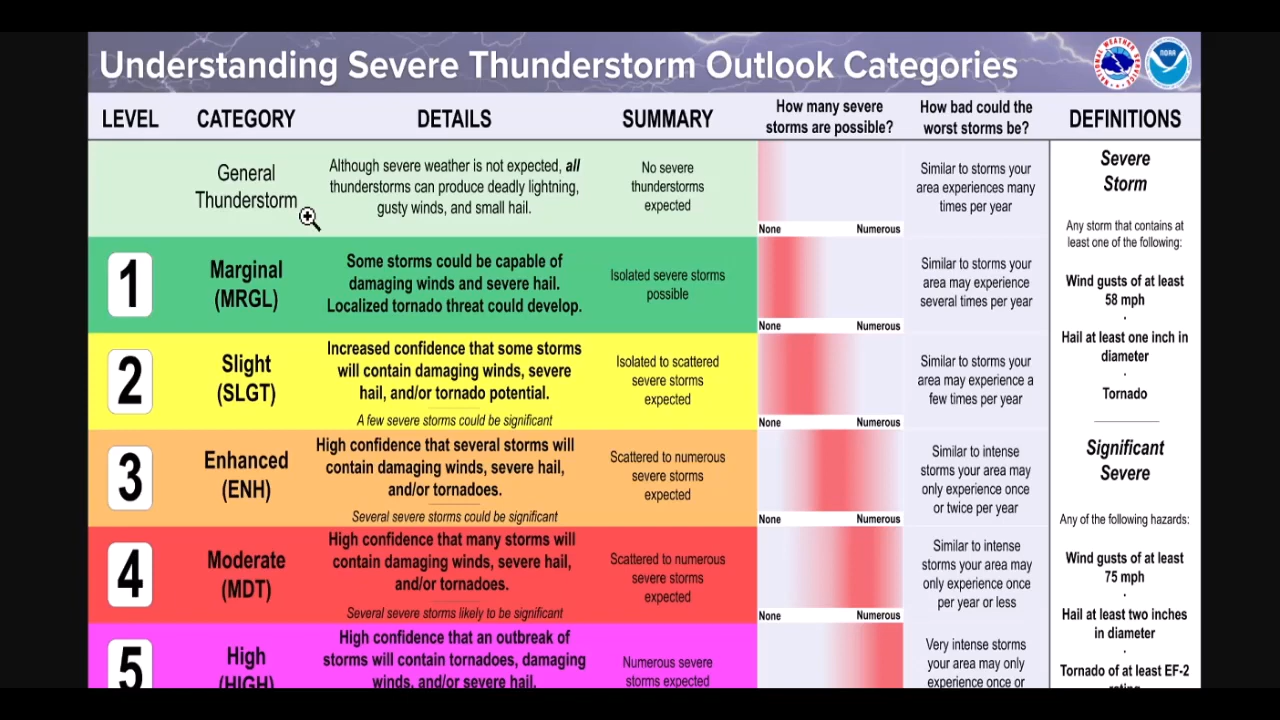 Understanding Severe Thunderstorm Outlook Categories
NATIONAL WEATHER SERVICE
NOAA
LEVEL
CATEGORY
DETAILS
SUMMARY
How many severe
storms are possible?
How bad could the
worst storms be?
DEFINITIONS
General
Thunderstorm
Although severe weather is not expected, all
thunderstorms can produce deadly lightning,
gusty winds, and small hail.
No severe
thunderstorms
expected
None
Numerous
Similar to storms your
area experiences many
times per year
1
Marginal
(MRGL)
Some storms could be capable of
damaging winds and severe hail.
Localized tornado threat could develop.
Isolated severe storms
possible
None
Numerous
Similar to storms your
area may experience
several times per year
2
Slight
(SLGT)
Increased confidence that some storms
will contain damaging winds, severe
hail, and/or tornado potential.
A few severe storms could be significant
Isolated to scattered
severe storms
expected
None
Numerous
Similar to storms your
area may experience a
few times per year
3
Enhanced
(ENH)
High confidence that several storms will
contain damaging winds, severe hail,
and/or tornadoes.
Several severe storms could be significant
Scattered to numerous
severe storms
expected
None
Numerous
Similar to intense
storms your area may
only experience once
or twice per year
4
Moderate
(MDT)
High confidence that many storms will
contain damaging winds, severe hail,
and/or tornadoes.
Several severe storms likely to be significant
Scattered to numerous
severe storms
expected
None
Numerous
Similar to intense
storms your area may
only experience once
per year or less
5
High
(HIGH)
High confidence that an outbreak of
storms will contain tornadoes, damaging
winds, and/or severe hail.
Numerous severe
storms expected
Very intense storms
your area may only
experience once or
Severe
Storm
Any storm that contains at
least one of the following:
Wind gusts of at least
58 mph
Hail at least one inch in
diameter
Tornado
Significant
Severe
Any of the following hazards:
Wind gusts of at least
75 mph
Hail at least two inches
in diameter
Tornado of at least EF-2
rating